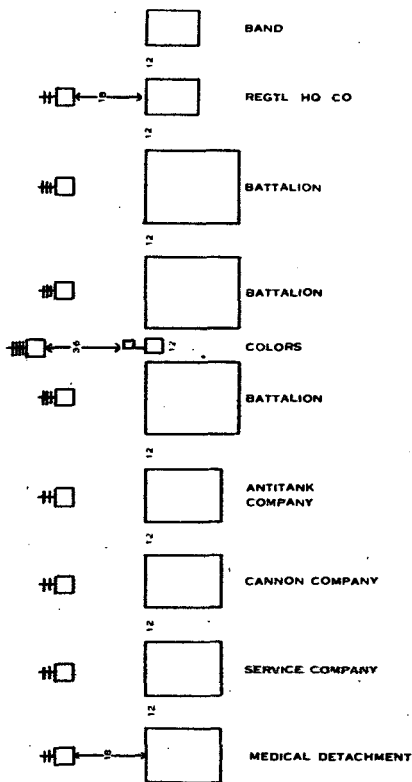 BAND
12
18
REGTL HQ CO
12
BATTALION
12
BATTALION
36
12
COLORS
BATTALION
12
ANTITANK
COMPANY
12
CANNON COMPANY
12
SERVICE COMPANY
12
18
MEDICAL DETACHMENT